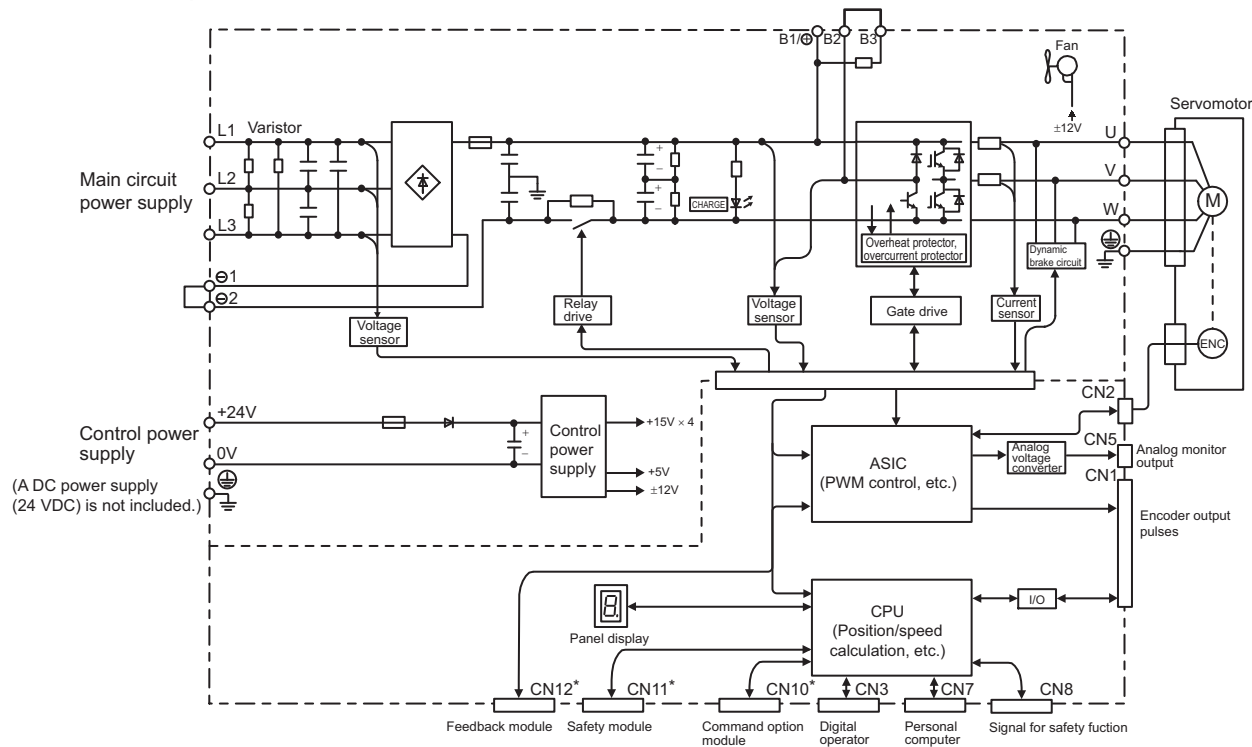 B1/⊕
B2
B3
Fan
±12V
Servomotor
L1
Varistor
U
L2
V
Main circuit
power supply
M
CHARGE
L3
W
Overheat protector,
overcurrent protector
Dynamic
brake circuit
⊖1
⊖2
Voltage
sensor
Relay
drive
Voltage
sensor
Gate drive
Current
sensor
ENC
+
–
+
–
CN2
+24V
Control power
supply
0V
+
–
Control
power
supply
+15V × 4
+5V
±12V
(A DC power supply
(24 VDC) is not included.)
ASIC
(PWM control, etc.)
Analog
voltage
converter
CN5
Analog monitor
output
CN1
Encoder output
pulses
8.
Panel display
CPU
(Position/speed
calculation, etc.)
I/O
CN12*
CN11*
CN10*
CN3
CN7
CN8
Feedback module
Safety module
Command option
module
Digital
operator
Personal
computer
Signal for safety fuction